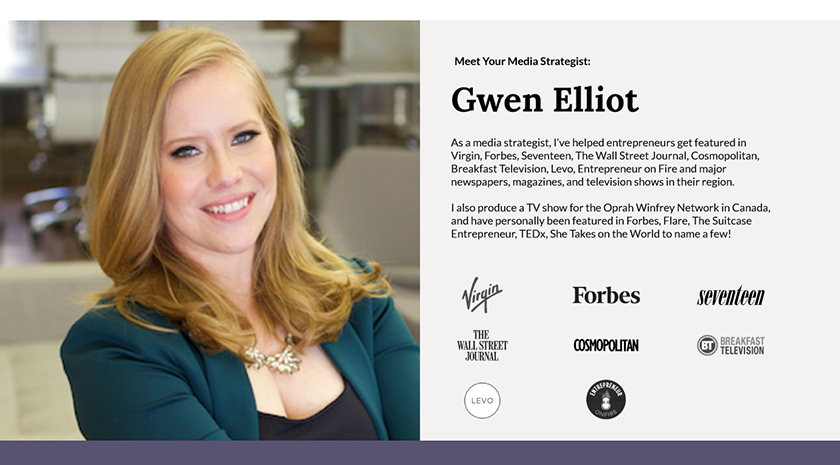 Meet Your Media Strategist:
Gwen Elliot
As a media strategist, I've helped entrepreneurs get featured in
Virgin, Forbes, Seventeen, The Wall Street Journal, Cosmopolitan,
Breakfast Television, Levo, Entrepreneur on Fire and major
newspapers, magazines, and television shows in their region.
I also produce a TV show for the Oprah Winfrey Network in Canada,
and have personally been featured in Forbes, Flare, The Suitcase
Entrepreneur, TEDx, She Takes on the World to name a few!
Virgin
Forbes
seventeen
THE
WALL STREET
JOURNAL
COSMOPOLITAN
BT
BREAKFAST
TELEVISION
LEVO
ENTREPRENEUR
ONFIRE